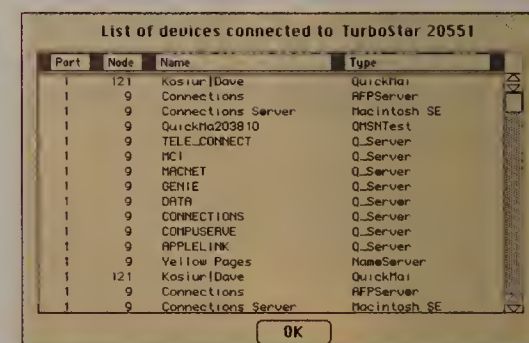 List of devices connected to TurboStar 20551
Port Node Name Type
1 121 Kosiur|Dave QuickMai
1 9 Connections AFPServer
1 9 Connections Server Macintosh SE
1 9 QuickMa203810 QMSNTest
1 9 TELE_CONNECT Q_Server
1 9 MCI Q_Server
1 9 MACNET Q_Server
1 9 GENIE Q_Server
1 9 DATA Q_Server
1 9 CONNECTIONS Q_Server
1 9 COMPUSERVE Q_Server
1 9 APPLELINK Q_Server
1 9 Yellow Pages NameServer
1 121 Kosiur|Dave QuickMai
1 9 Connections AFPServer
1 9 Connections Server Macintosh SE
OK